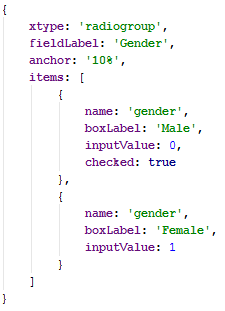 {
    xtype: 'radiogroup',
    fieldLabel: 'Gender',
    anchor: '10%',
    items: [
        {
            name: 'gender',
            boxLabel: 'Male',
            inputValue: 0,
            checked: true
        },
        {
            name: 'gender',
            boxLabel: 'Female',
            inputValue: 1
        }
    ]
}